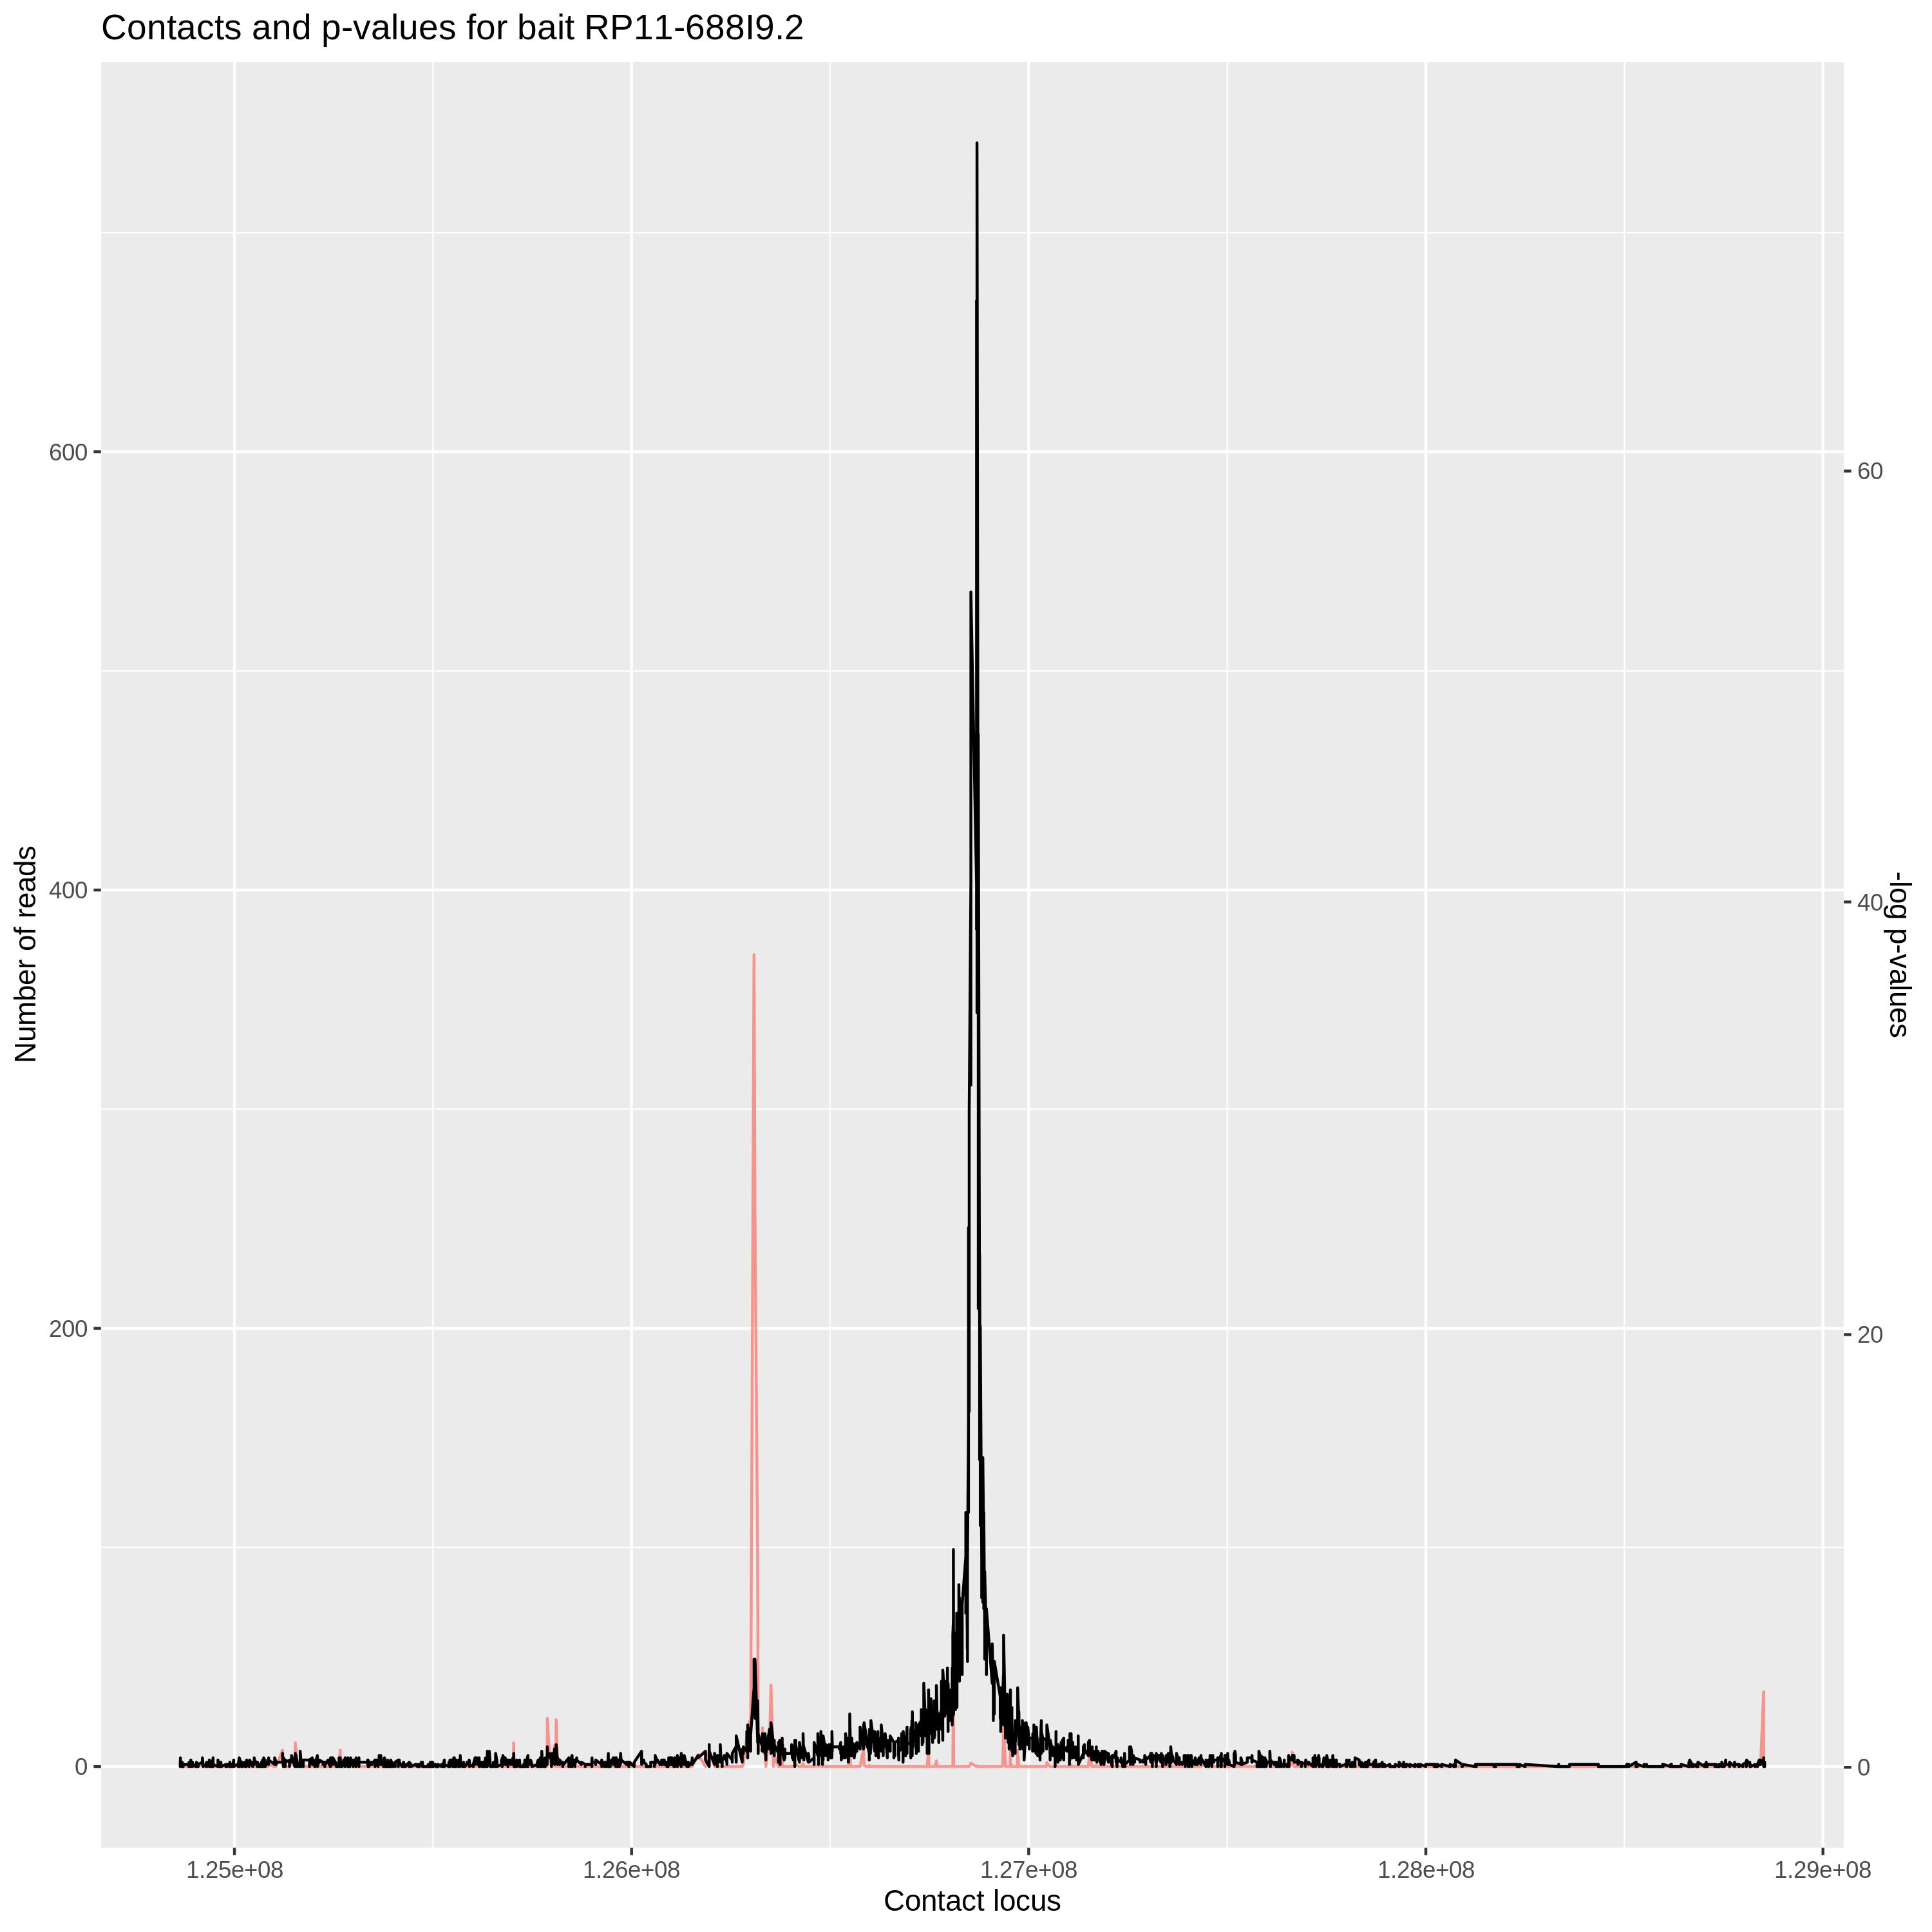 Contacts and p-values for bait RP11-688I9.2
Number of reads
600
400
200
0
60
40
20
0
-log p-values
1.25e+08
1.26e+08
1.27e+08
1.28e+08
1.29e+08
Contact locus